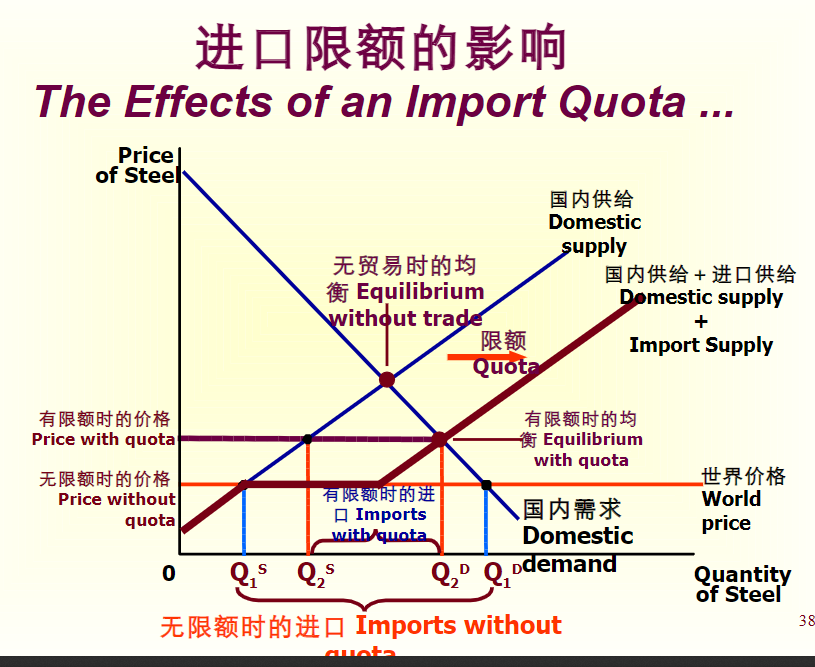 进口限额的影响
The Effects of an Import Quota ...
Price
of Steel
国内供给
Domestic
supply
国内供给＋进口供给
Domestic supply
+
Import Supply
无贸易时的均
衡 Equilibrium
without trade
限额
Quota
有限额时的价格
Price with quota
有限额时的均
衡 Equilibrium
with quota
无限额时的价格
Price without
quota
世界价格
World
price
有限额时的进
口 Imports
with quota
国内需求
Domestic
demand
0
Q1S
Q2S
Q2D
Q1D
Quantity
of Steel
无限额时的进口 Imports without
quota
38